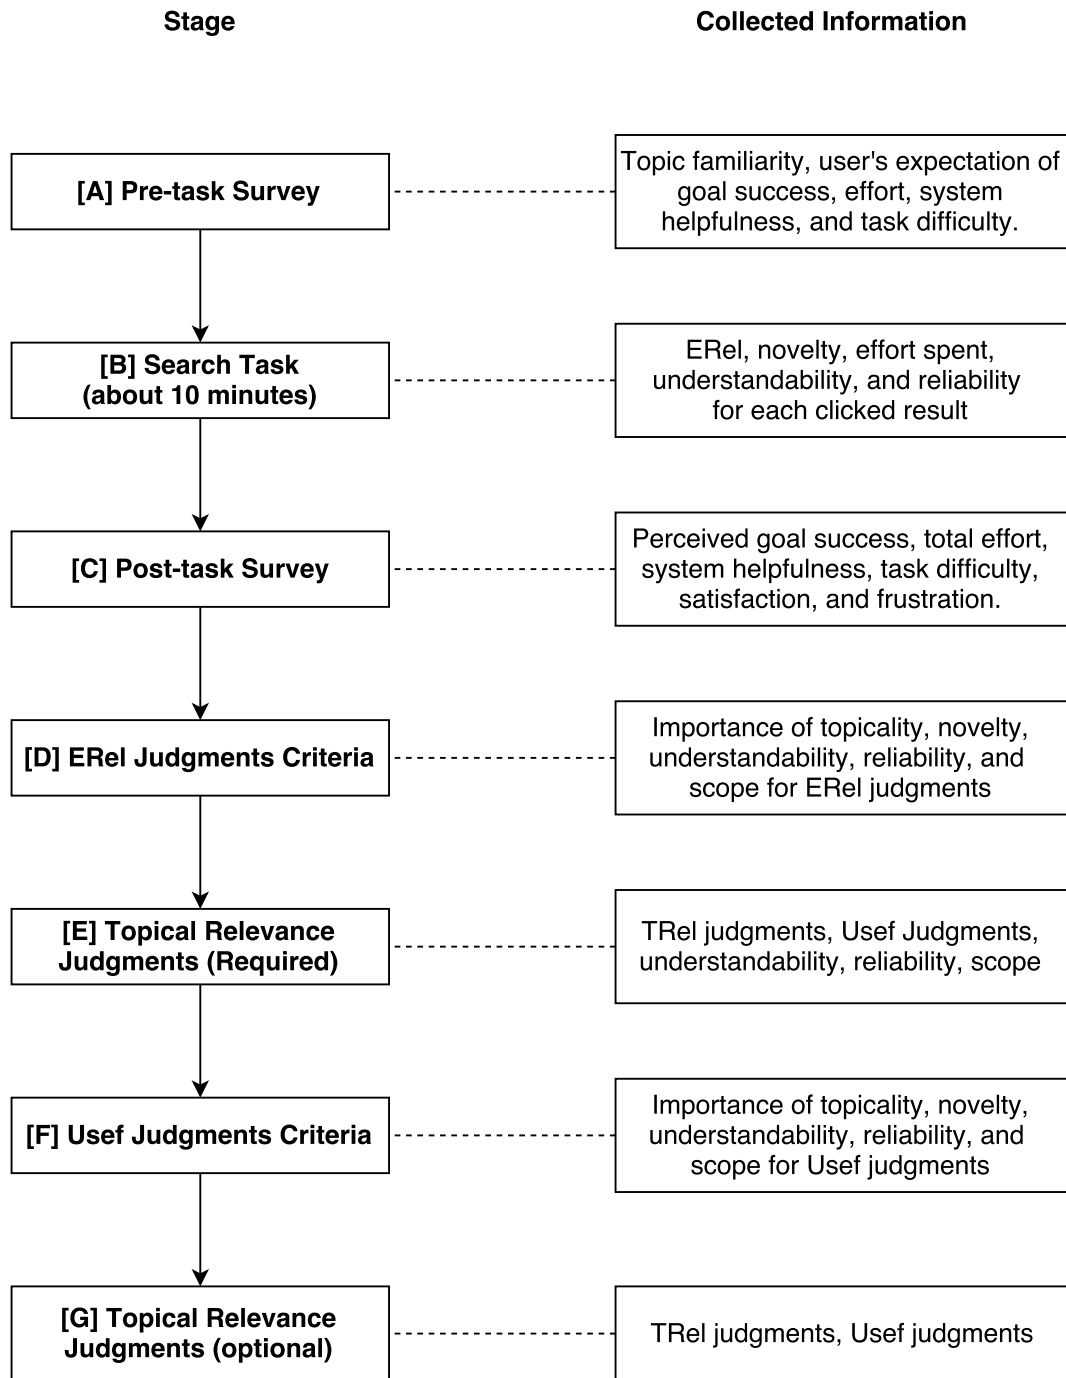 Stage
Collected Information
[A] Pre-task Survey
Topic familiarity, user's expectation of
goal success, effort, system
helpfulness, and task difficulty.
[B] Search Task
(about 10 minutes)
ERel, novelty, effort spent,
understandability, and reliability
for each clicked result
[C] Post-task Survey
Perceived goal success, total effort,
system helpfulness, task difficulty,
satisfaction, and frustration.
[D] ERel Judgments Criteria
Importance of topicality, novelty,
understandability, reliability, and
scope for ERel judgments
[E] Topical Relevance
Judgments (Required)
TRel judgments, Usef Judgments,
understandability, reliability, scope
[F] Usef Judgments Criteria
Importance of topicality, novelty,
understandability, reliability, and
scope for Usef judgments
[G] Topical Relevance
Judgments (optional)
TRel judgments, Usef judgments